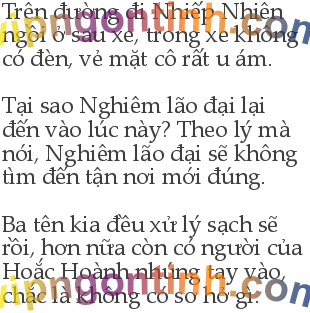 Trên đường đi Nhiếp Nhiên
ngồi ở sau xe, trong xe không
có đèn, vẻ mặt cô rất u ám.
Tại sao Nghiêm lão đại lại
đến vào lúc này? Theo lý mà
nói, Nghiêm lão đại sẽ không
tìm đến tận nơi mới đúng.
Ba tên kia đều xử lý sạch sẽ
rồi, hơn nữa còn có người của
Hoắc Hoành nhúng tay vào,
chắc là không có sơ hở gì.
vipngontinh.com
vipngontinh.com